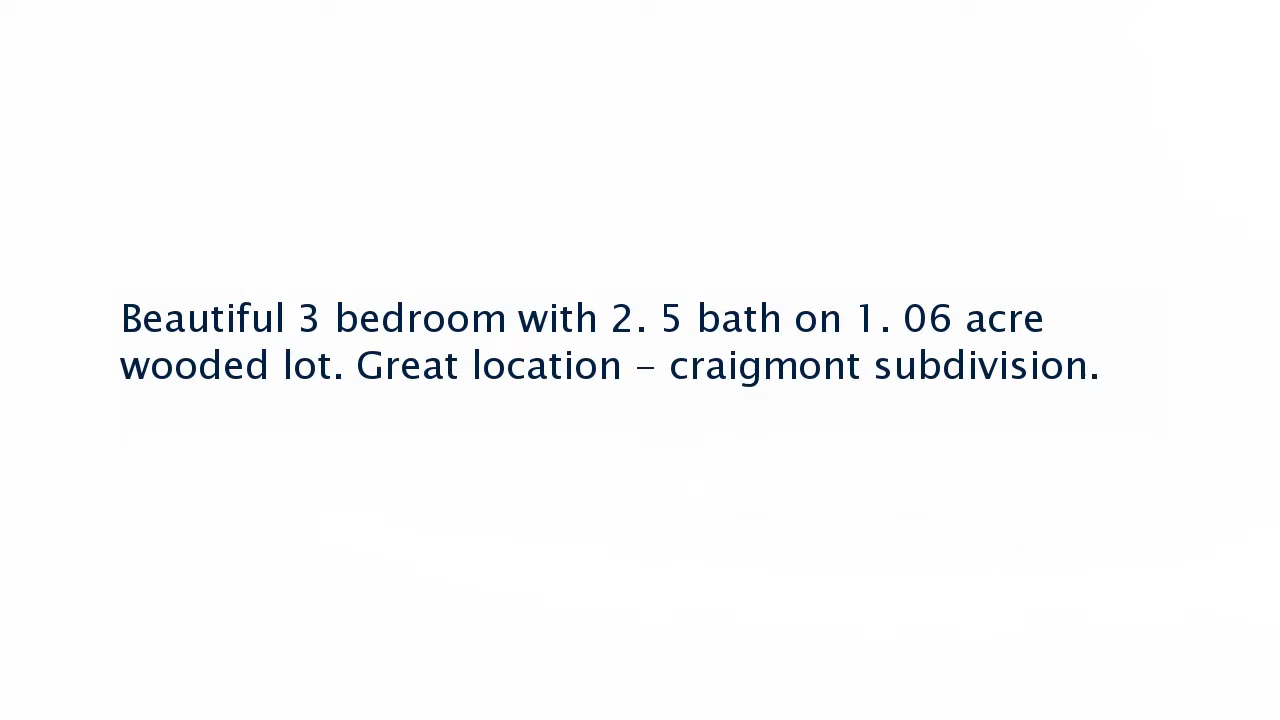 Beautiful 3 bedroom with 2. 5 bath on 1. 06 acre
wooded lot. Great location - craigmont subdivision.